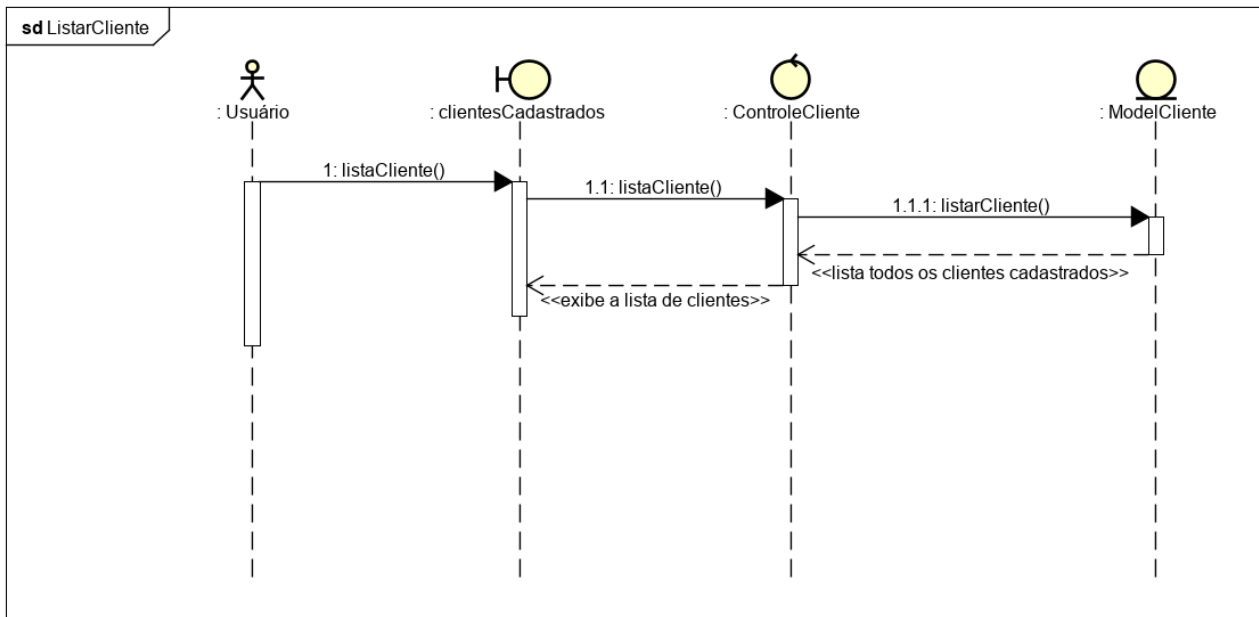 sd ListarCliente
: Usuário
: clientesCadastrados
: ControleCliente
: ModelCliente
1: listaCliente()
1.1: listaCliente()
1.1.1: listarCliente()
<<lista todos os clientes cadastrados>>
<<exibe a lista de clientes>>